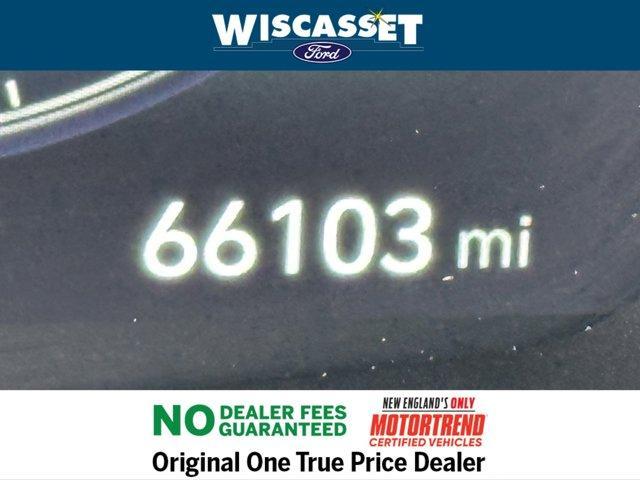 WISCASSET
Ford
66103 mi
NO DEALER FEES
GUARANTEED
NEW ENGLAND'S ONLY
MOTORTREND
CERTIFIED VEHICLES
Original One True Price Dealer